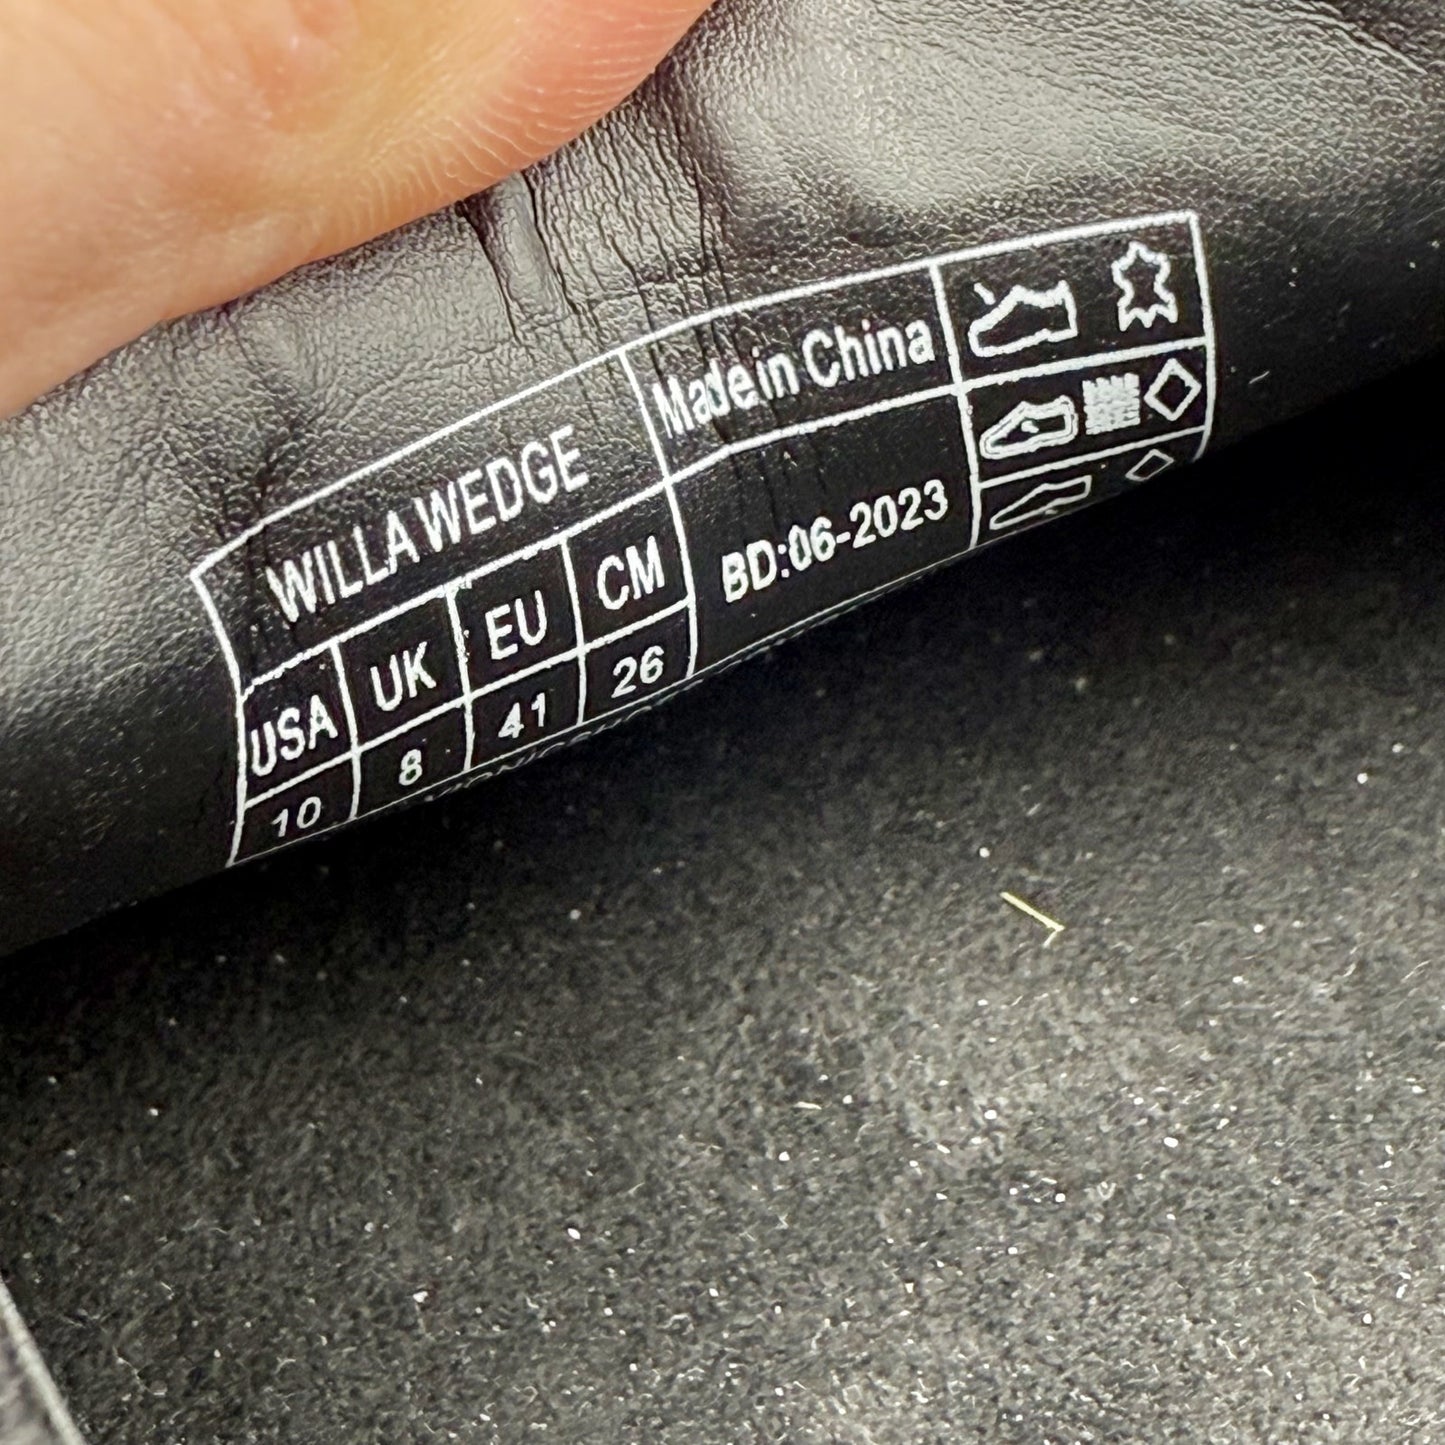 WILLA WEDGE
Made in China
USA UK EU CM
10 8 41 26
BD:06-2023